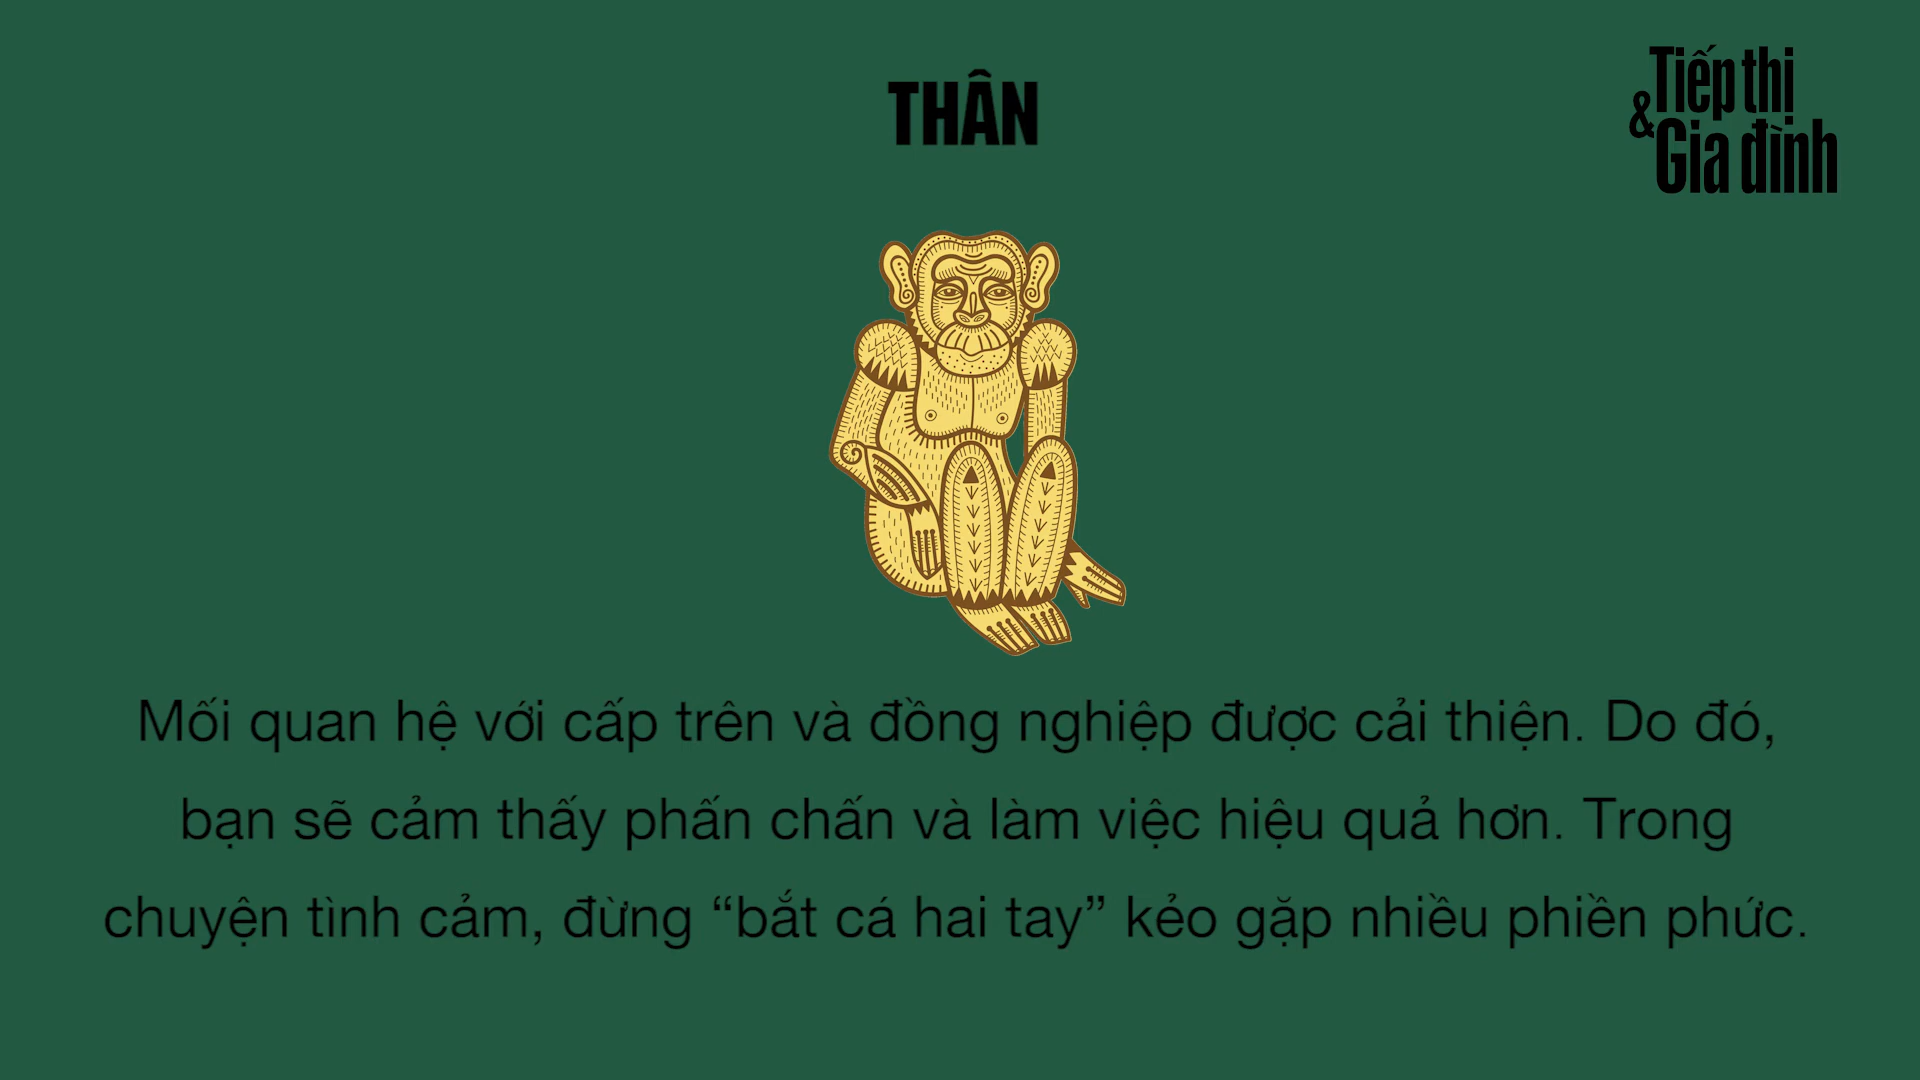 THÂN
Tiếp thị
& Gia đình
Mối quan hệ với cấp trên và đồng nghiệp được cải thiện. Do đó,
bạn sẽ cảm thấy phấn chấn và làm việc hiệu quả hơn. Trong
chuyện tình cảm, đừng “bắt cá hai tay” kẻo gặp nhiều phiền phức.